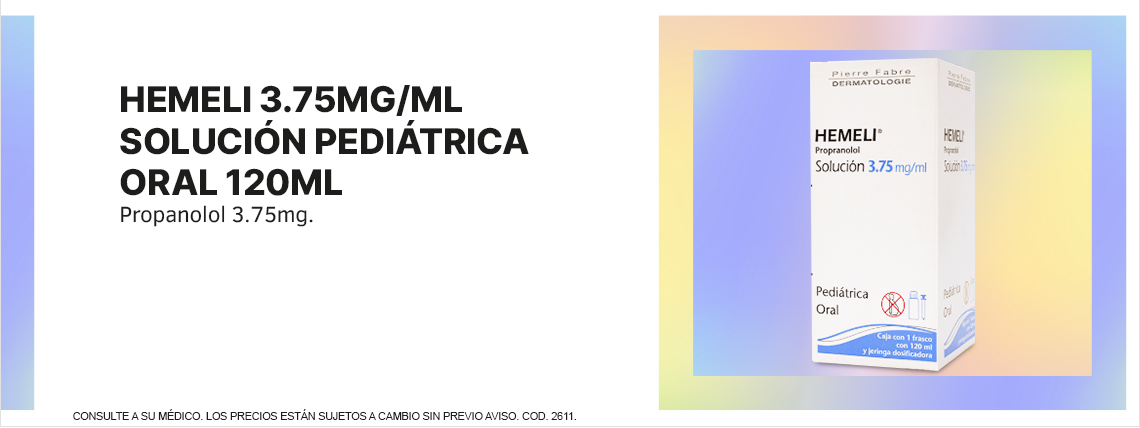 HEMELI 3.75MG/ML
SOLUCIÓN PEDIÁTRICA
ORAL 120ML
Propanolol 3.75mg.
Pierre Fabre
DERMATOLOGIE
HEMELI®
Propranolol
Solución 3.75 mg/ml
Pediátrica
Oral
Caja con 1 frasco
con 120 ml
y jeringa dosificadora
HEMELI
Propranolol
Solución 3.75 mg
Pediátrica
Oral
CONSULTE A SU MÉDICO. LOS PRECIOS ESTÁN SUJETOS A CAMBIO SIN PREVIO AVISO. COD. 2611.